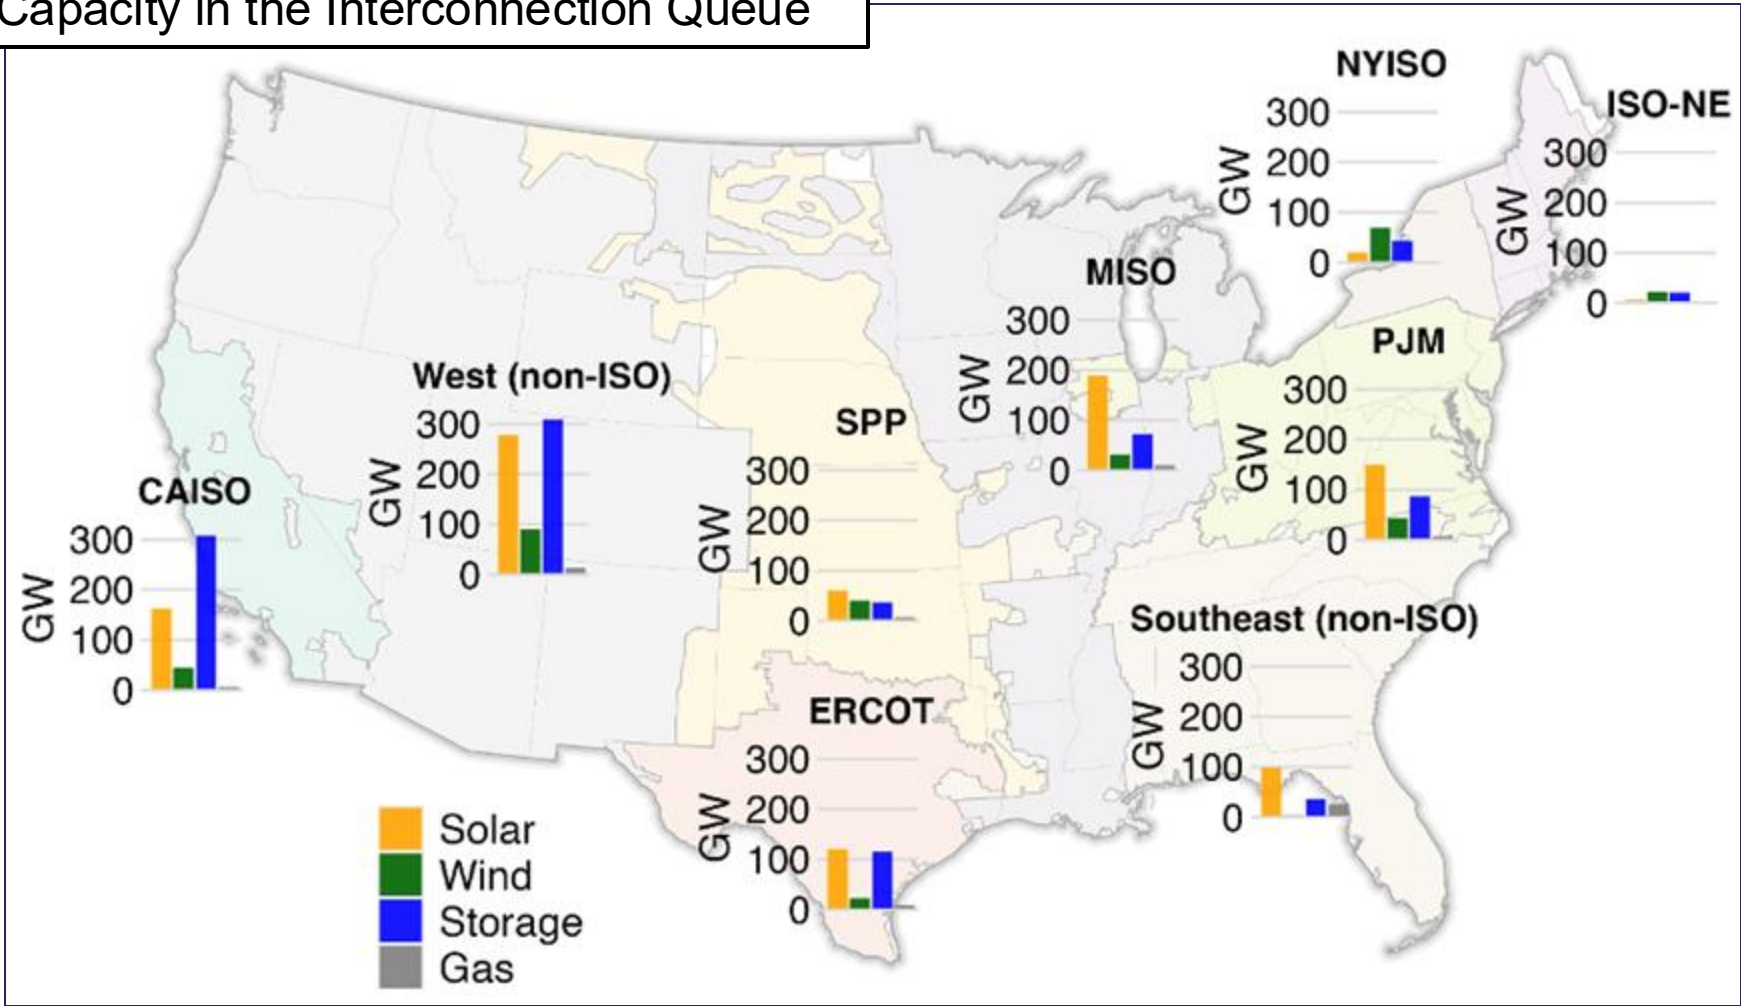 Capacity in the Interconnection Queue
NYISO
300
200
100
0
GW
ISO-NE
300
200
100
0
GW
MISO
300
200
100
0
GW
PJM
300
200
100
0
GW
West (non-ISO)
300
200
100
0
GW
SPP
300
200
100
0
GW
CAISO
300
200
100
0
GW
Southeast (non-ISO)
300
200
100
0
GW
ERCOT
300
200
100
0
GW
Solar
Wind
Storage
Gas